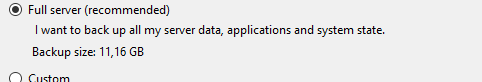 Full server (recommended)
I want to back up all my server data, applications and system state.
Backup size: 11,16 GB
Custom